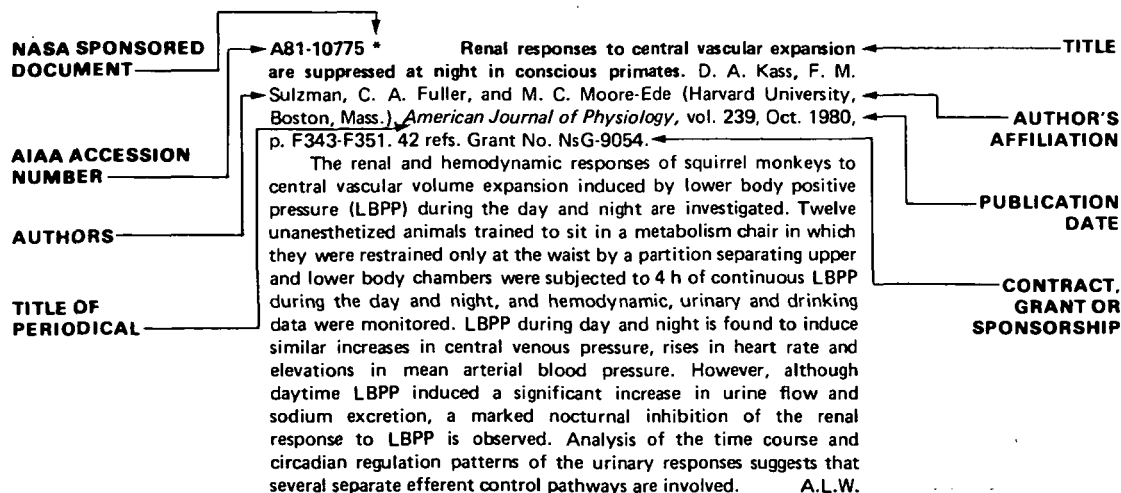 NASA SPONSORED
DOCUMENT
AIAA ACCESSION
NUMBER
AUTHORS
TITLE OF
PERIODICAL
A81-10775 * Renal responses to central vascular expansion
are suppressed at night in conscious primates. D. A. Kass, F. M.
Sulzman, C. A. Fuller, and M. C. Moore-Ede (Harvard University,
Boston, Mass.). American Journal of Physiology, vol. 239, Oct. 1980,
p. F343-F351. 42 refs. Grant No. NsG-9054.
The renal and hemodynamic responses of squirrel monkeys to
central vascular volume expansion induced by lower body positive
pressure (LBPP) during the day and night are investigated. Twelve
unanesthetized animals trained to sit in a metabolism chair in which
they were restrained only at the waist by a partition separating upper
and lower body chambers were subjected to 4 h of continuous LBPP
during the day and night, and hemodynamic, urinary and drinking
data were monitored. LBPP during day and night is found to induce
similar increases in central venous pressure, rises in heart rate and
elevations in mean arterial blood pressure. However, although
daytime LBPP induced a significant increase in urine flow and
sodium excretion, a marked nocturnal inhibition of the renal
response to LBPP is observed. Analysis of the time course and
circadian regulation patterns of the urinary responses suggests that
several separate efferent control pathways are involved. A.L.W.
TITLE
AUTHOR'S
AFFILIATION
PUBLICATION
DATE
CONTRACT,
GRANT OR
SPONSORSHIP